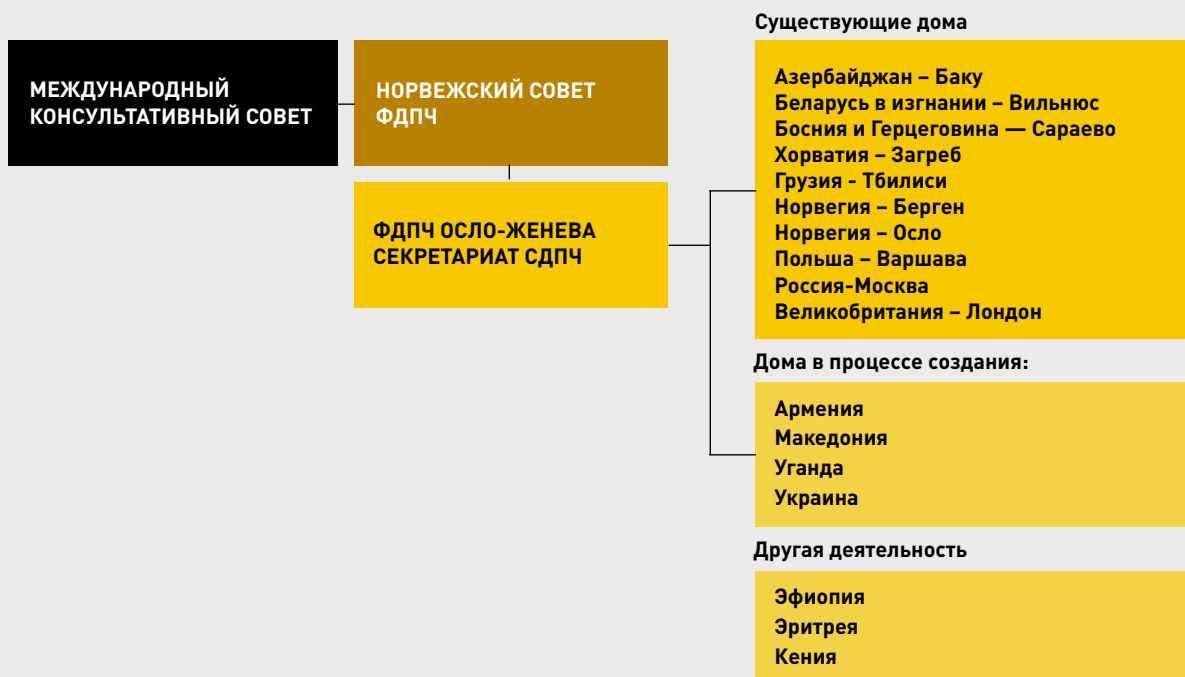 МЕЖДУНАРОДНЫЙ
КОНСУЛЬТАТИВНЫЙ СОВЕТ
НОРВЕЖСКИЙ СОВЕТ
ФДПЧ
ФДПЧ ОСЛО-ЖЕНЕВА
СЕКРЕТАРИАТ СДПЧ
Существующие дома
Азербайджан – Баку
Беларусь в изгнании – Вильнюс
Босния и Герцеговина — Сараево
Хорватия – Загреб
Грузия - Тбилиси
Норвегия – Берген
Норвегия – Осло
Польша – Варшава
Россия-Москва
Великобритания – Лондон
Дома в процессе создания:
Армения
Македония
Уганда
Украина
Другая деятельность
Эфиопия
Эритрея
Кения